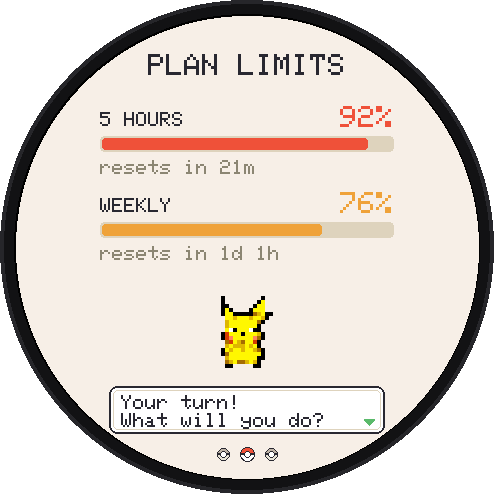 PLAN LIMITS
5 HOURS 92%
resets in 21m
WEEKLY 76%
resets in 1d 1h
Your turn!
What will you do?